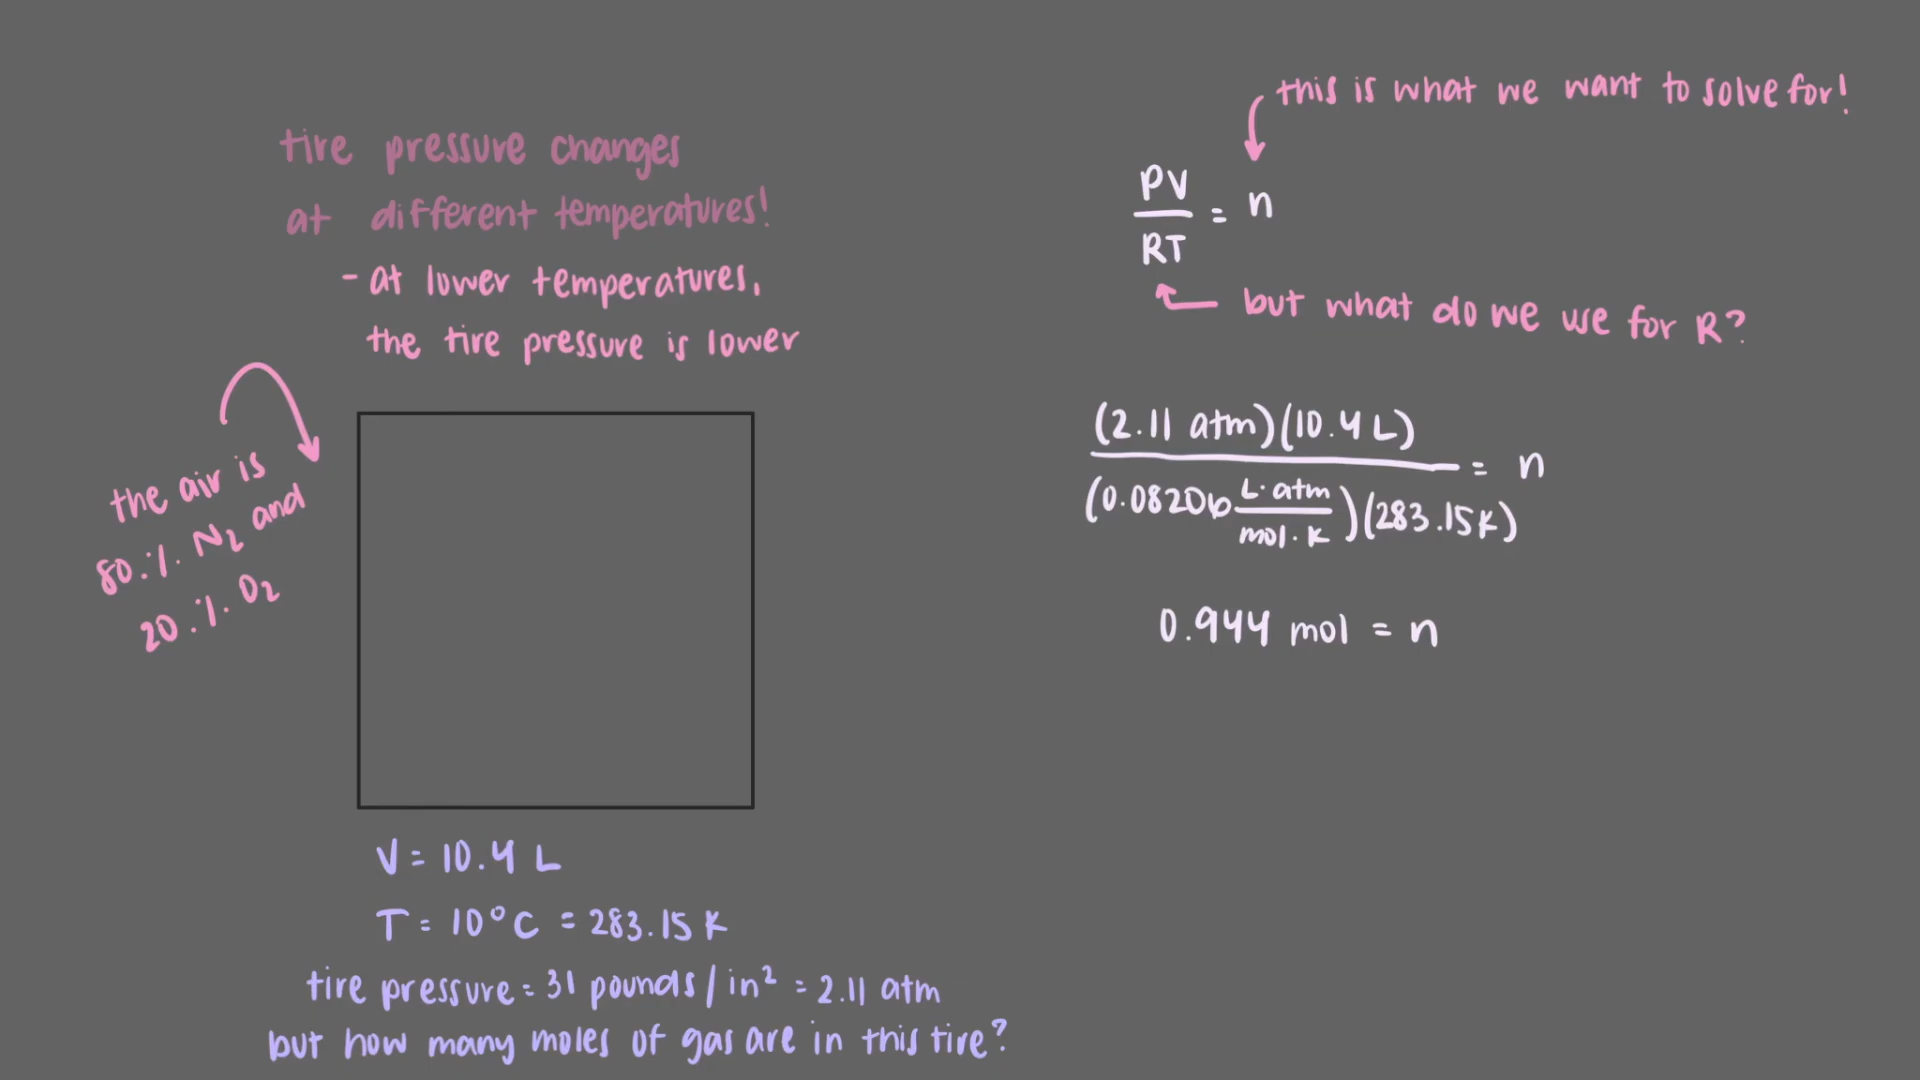 tire pressure changes
at different temperatures!
- at lower temperatures,
the tire pressure is lower
the air is
80.%. N₂ and
20.%. O₂
V = 10.4 L
T = 10°C = 283.15 K
tire pressure = 31 pounds/in² = 2.11 atm
but how many moles of gas are in this tire?
this is what we want to solve for!
PV
RT
= n
but what do we use for R?
(2.11 atm)(10.4 L)
(0.08206 L·atm/mol·K)(283.15K)
= n
0.944 mol = n